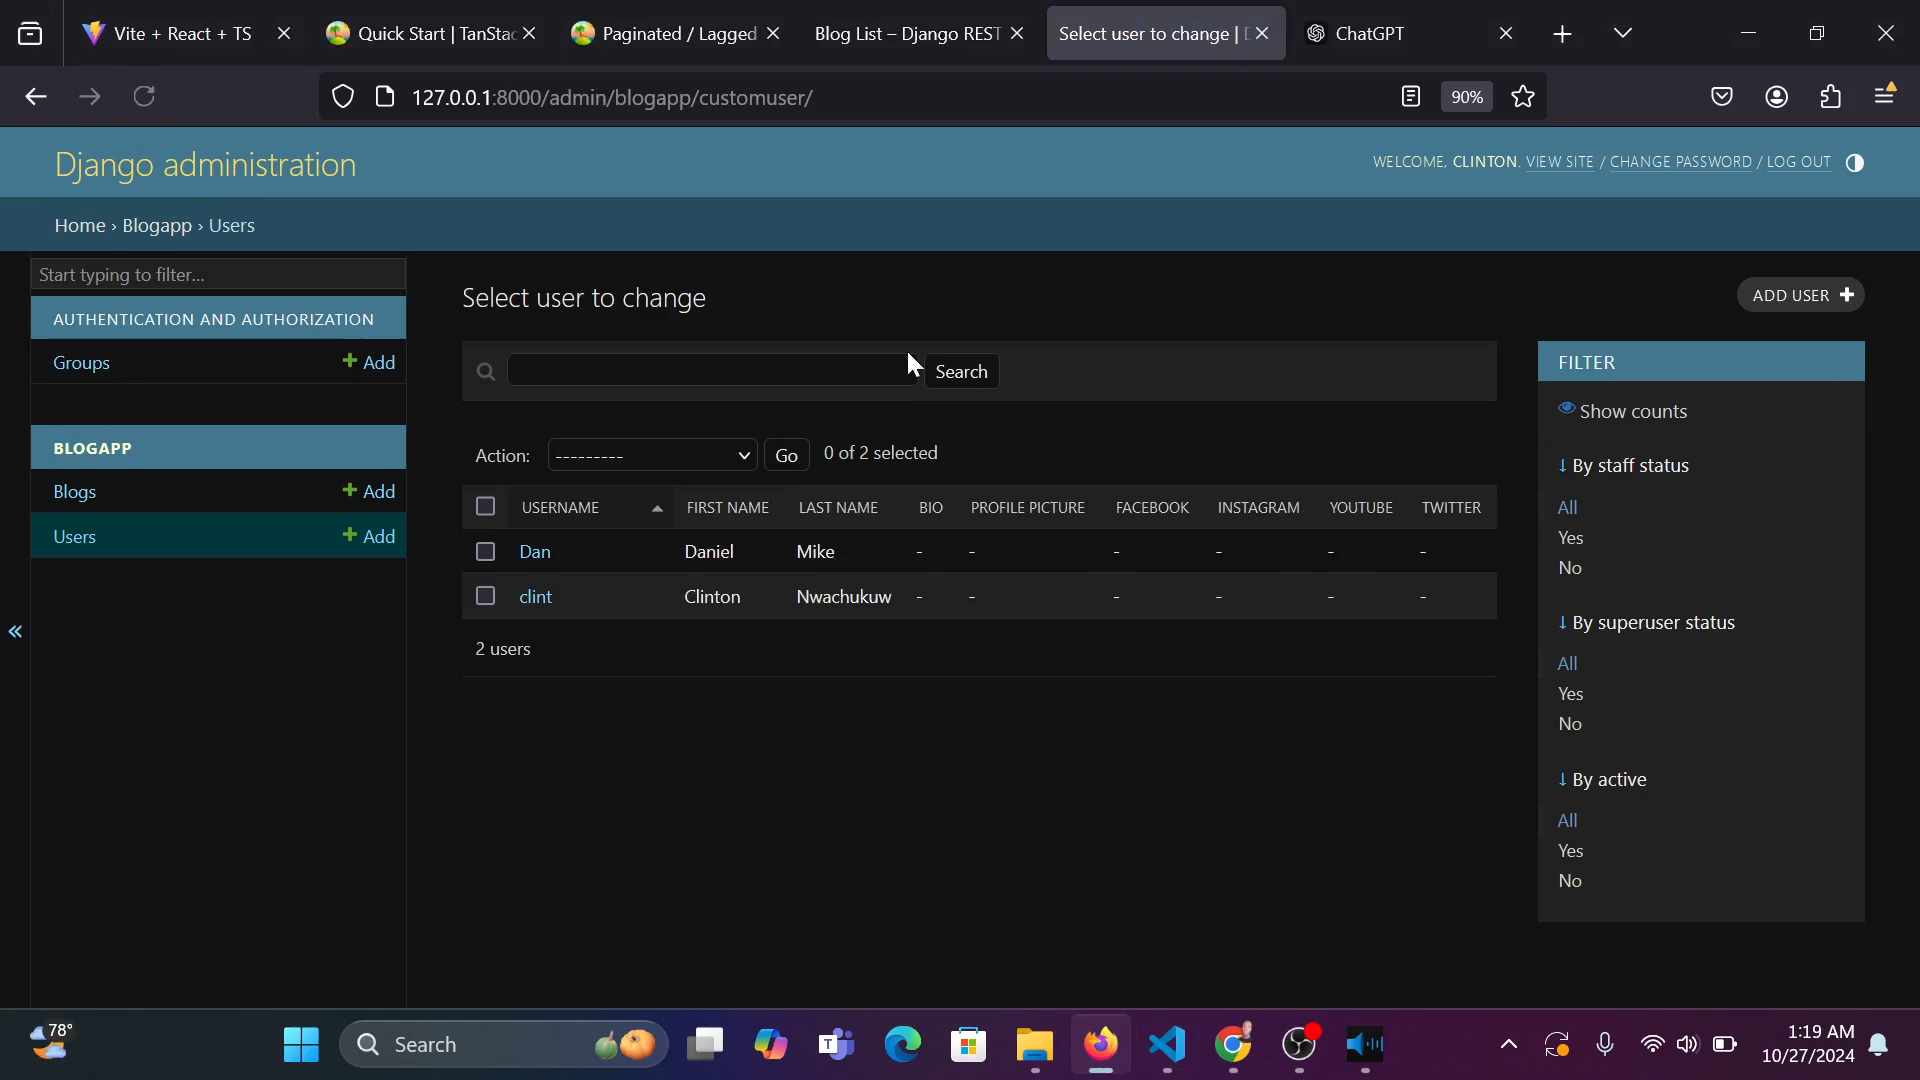 Vite + React + TS
Quick Start | TanStac
Paginated / Lagged
Blog List – Django REST
Select user to change |
ChatGPT
127.0.0.1:8000/admin/blogapp/customuser/
90%
Django administration
WELCOME, CLINTON. VIEW SITE / CHANGE PASSWORD / LOG OUT
Home › Blogapp › Users
Start typing to filter...
AUTHENTICATION AND AUTHORIZATION
Groups
Add
BLOGAPP
Blogs
Add
Users
Add
«
Select user to change
ADD USER
Search
Action:
---------
Go
0 of 2 selected
USERNAME FIRST NAME LAST NAME BIO PROFILE PICTURE FACEBOOK INSTAGRAM YOUTUBE TWITTER
Dan Daniel Mike - - - - - -
clint Clinton Nwachukuw - - - - - -
2 users
FILTER
Show counts
↓ By staff status
All
Yes
No
↓ By superuser status
All
Yes
No
↓ By active
All
Yes
No
78°
Search
1:19 AM
10/27/2024